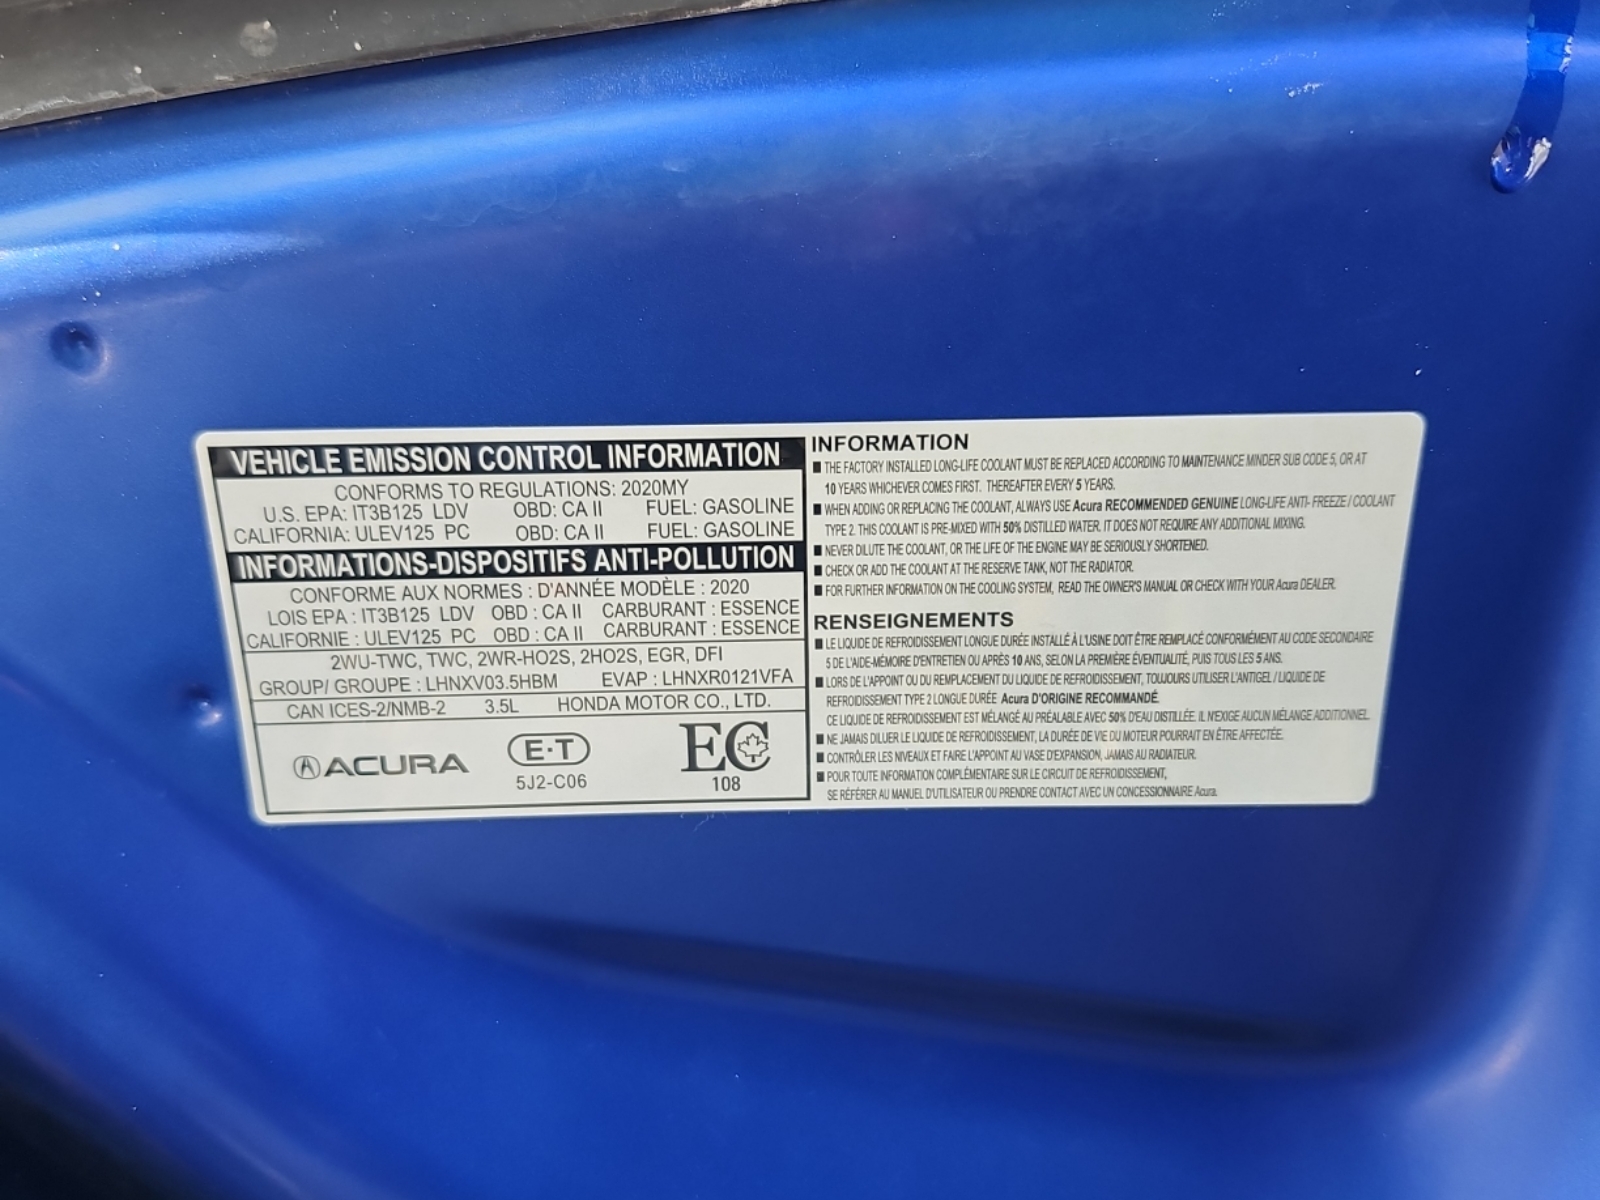 VEHICLE EMISSION CONTROL INFORMATION
CONFORMS TO REGULATIONS: 2020MY
U.S. EPA: IT3B125 LDV OBD: CA II FUEL: GASOLINE
CALIFORNIA: ULEV125 PC OBD: CA II FUEL: GASOLINE
INFORMATIONS-DISPOSITIFS ANTI-POLLUTION
CONFORME AUX NORMES : D'ANNÉE MODÈLE : 2020
LOIS EPA : IT3B125 LDV OBD : CA II CARBURANT : ESSENCE
CALIFORNIE : ULEV125 PC OBD : CA II CARBURANT : ESSENCE
2WU-TWC, TWC, 2WR-HO2S, 2HO2S, EGR, DFI
GROUP/ GROUPE : LHNXV03.5HBM EVAP : LHNXR0121VFA
CAN ICES-2/NMB-2 3.5L HONDA MOTOR CO., LTD.
ACURA
E·T
5J2-C06
EC
108
INFORMATION
■ THE FACTORY INSTALLED LONG-LIFE COOLANT MUST BE REPLACED ACCORDING TO MAINTENANCE MINDER SUB CODE 5, OR AT
10 YEARS WHICHEVER COMES FIRST. THEREAFTER EVERY 5 YEARS.
■ WHEN ADDING OR REPLACING THE COOLANT, ALWAYS USE Acura RECOMMENDED GENUINE LONG-LIFE ANTI- FREEZE / COOLANT
TYPE 2. THIS COOLANT IS PRE-MIXED WITH 50% DISTILLED WATER. IT DOES NOT REQUIRE ANY ADDITIONAL MIXING.
■ NEVER DILUTE THE COOLANT, OR THE LIFE OF THE ENGINE MAY BE SERIOUSLY SHORTENED.
■ CHECK OR ADD THE COOLANT AT THE RESERVE TANK, NOT THE RADIATOR.
■ FOR FURTHER INFORMATION ON THE COOLING SYSTEM, READ THE OWNER'S MANUAL OR CHECK WITH YOUR Acura DEALER.
RENSEIGNEMENTS
■ LE LIQUIDE DE REFROIDISSEMENT LONGUE DURÉE INSTALLÉ À L'USINE DOIT ÊTRE REMPLACÉ CONFORMÉMENT AU CODE SECONDAIRE
5 DE L'AIDE-MÉMOIRE D'ENTRETIEN OU APRÈS 10 ANS, SELON LA PREMIÈRE ÉVENTUALITÉ, PUIS TOUS LES 5 ANS.
■ LORS DE L'APPOINT OU DU REMPLACEMENT DU LIQUIDE DE REFROIDISSEMENT, TOUJOURS UTILISER L'ANTIGEL / LIQUIDE DE
REFROIDISSEMENT TYPE 2 LONGUE DURÉE Acura D'ORIGINE RECOMMANDÉ.
CE LIQUIDE DE REFROIDISSEMENT EST MÉLANGÉ AU PRÉALABLE AVEC 50% D'EAU DISTILLÉE. IL N'EXIGE AUCUN MÉLANGE ADDITIONNEL.
■ NE JAMAIS DILUER LE LIQUIDE DE REFROIDISSEMENT, LA DURÉE DE VIE DU MOTEUR POURRAIT EN ÊTRE AFFECTÉE.
■ CONTRÔLER LES NIVEAUX ET FAIRE L'APPOINT AU VASE D'EXPANSION, JAMAIS AU RADIATEUR.
■ POUR TOUTE INFORMATION COMPLÉMENTAIRE SUR LE CIRCUIT DE REFROIDISSEMENT,
SE RÉFÉRER AU MANUEL D'UTILISATEUR OU PRENDRE CONTACT AVEC UN CONCESSIONNAIRE Acura.